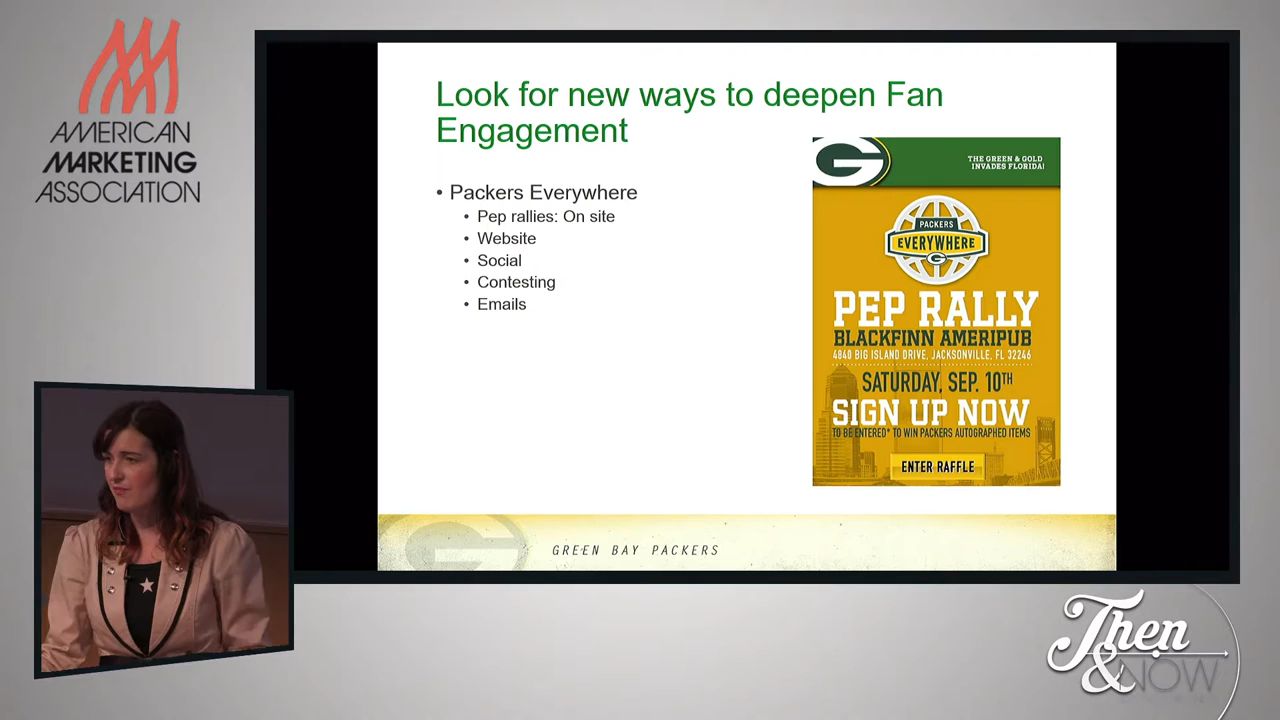 AMERICAN
MARKETING
ASSOCIATION
Look for new ways to deepen Fan
Engagement
• Packers Everywhere
• Pep rallies: On site
• Website
• Social
• Contesting
• Emails
G
THE GREEN & GOLD
INVADES FLORIDA!
PACKERS
EVERYWHERE
G
PEP RALLY
BLACKFINN AMERIPUB
4840 BIG ISLAND DRIVE, JACKSONVILLE, FL 32246
SATURDAY, SEP. 10TH
SIGN UP NOW
TO BE ENTERED* TO WIN PACKERS AUTOGRAPHED ITEMS
ENTER RAFFLE
GREEN BAY PACKERS
Then
& NOW